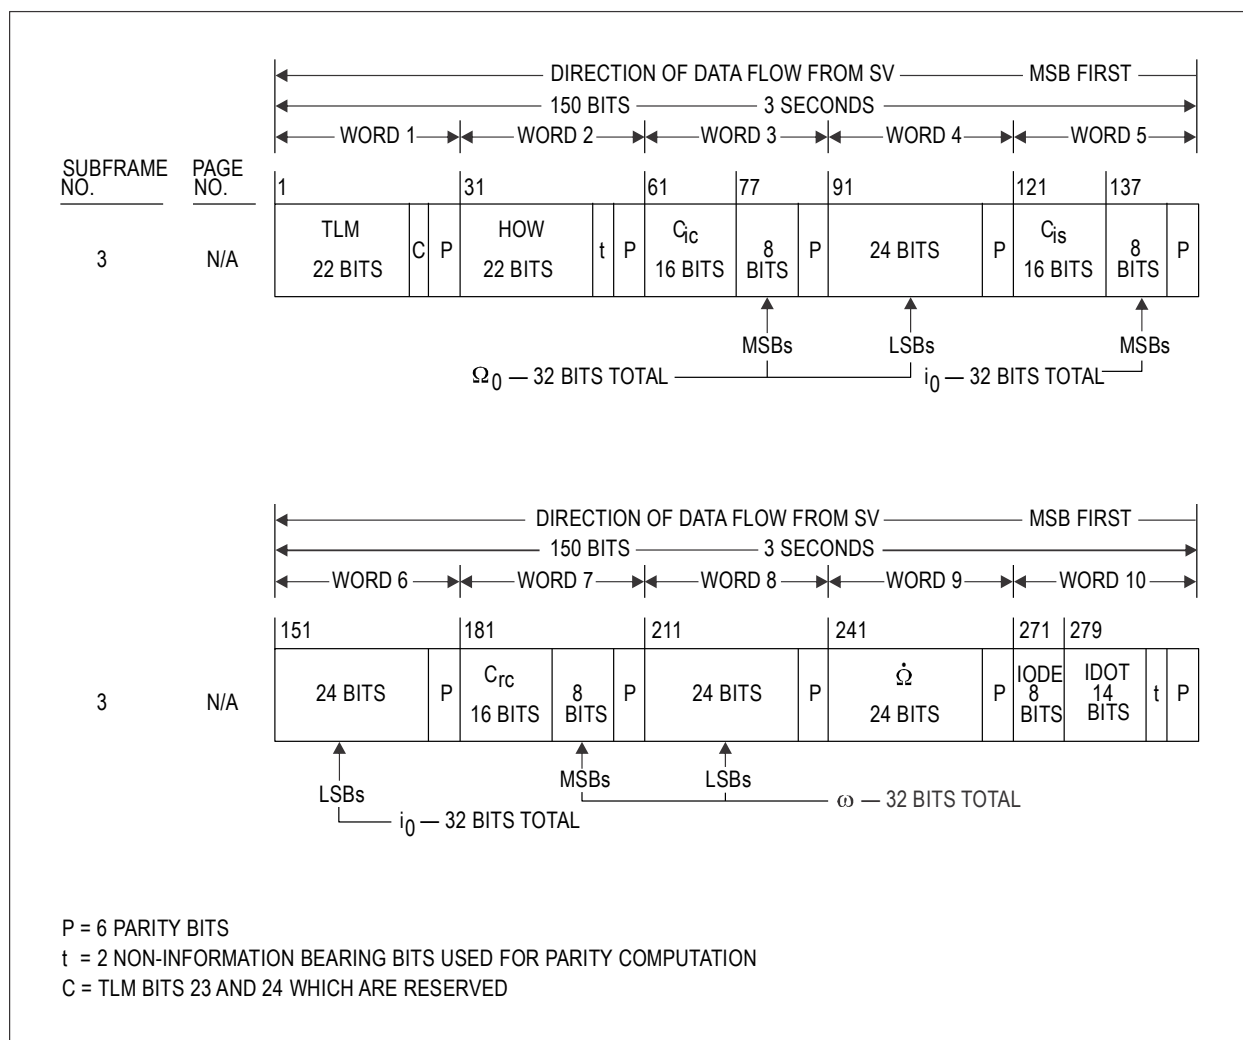 DIRECTION OF DATA FLOW FROM SV MSB FIRST
150 BITS 3 SECONDS
WORD 1 WORD 2 WORD 3 WORD 4 WORD 5
SUBFRAME NO. PAGE NO.
1 31 61 77 91 121 137
3 N/A
TLM 22 BITS C P HOW 22 BITS t P Cic 16 BITS 8 BITS P 24 BITS P Cis 16 BITS 8 BITS P
MSBs LSBs MSBs
Ω0 — 32 BITS TOTAL i0 — 32 BITS TOTAL
DIRECTION OF DATA FLOW FROM SV MSB FIRST
150 BITS 3 SECONDS
WORD 6 WORD 7 WORD 8 WORD 9 WORD 10
151 181 211 241 271 279
3 N/A
24 BITS P Crc 16 BITS 8 BITS P 24 BITS P Ω̇ 24 BITS P IODE 8 BITS IDOT 14 BITS t P
LSBs MSBs LSBs
i0 — 32 BITS TOTAL ω — 32 BITS TOTAL
P = 6 PARITY BITS
t = 2 NON-INFORMATION BEARING BITS USED FOR PARITY COMPUTATION
C = TLM BITS 23 AND 24 WHICH ARE RESERVED